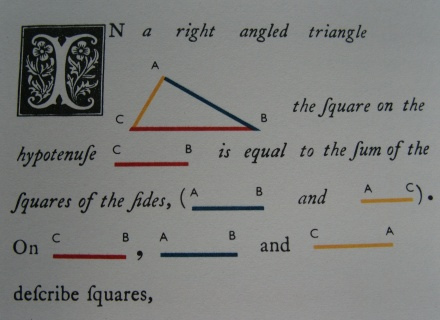 IN a right angled triangle
A
C B the ſquare on the
hypotenuſe C B is equal to the ſum of the
ſquares of the ſides, (A B and A C).
On C B, A B and C A
deſcribe ſquares,